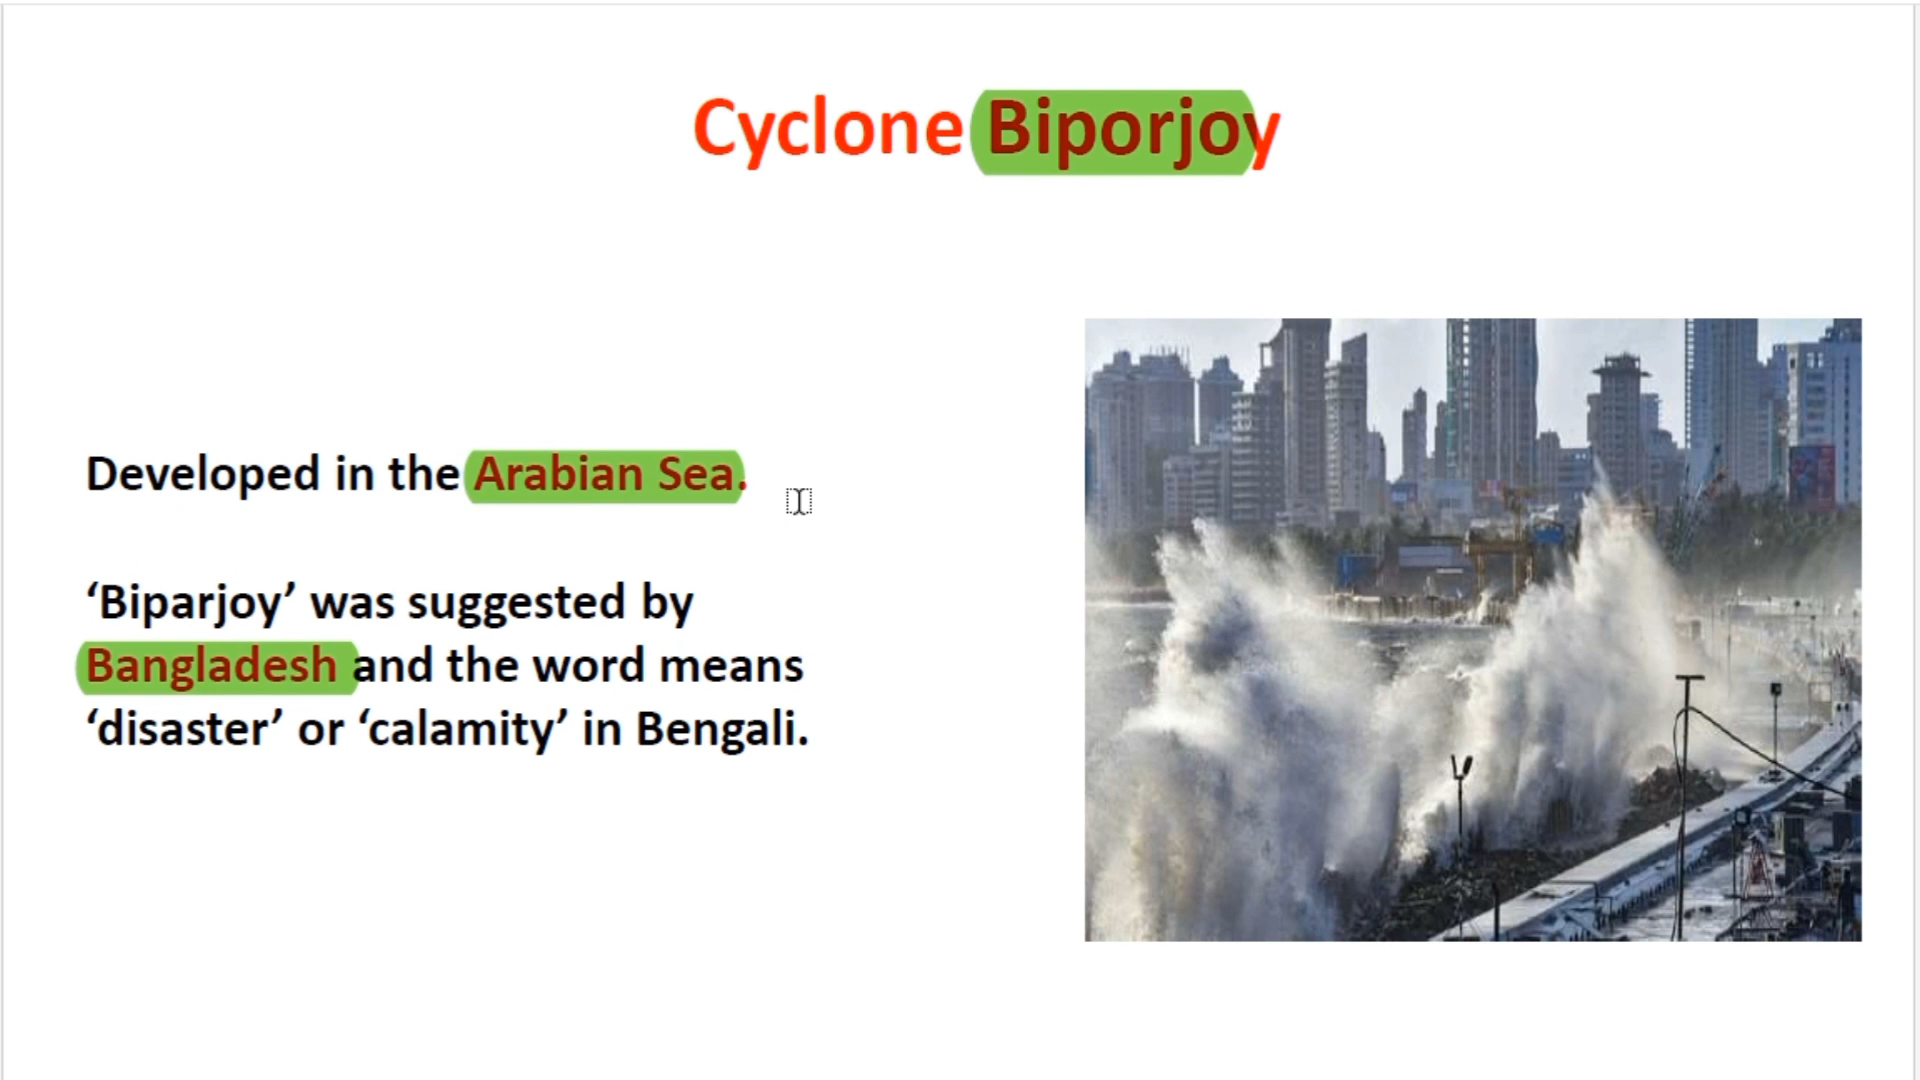 Cyclone Biporjoy
Developed in the Arabian Sea.
‘Biparjoy’ was suggested by
Bangladesh and the word means
‘disaster’ or ‘calamity’ in Bengali.